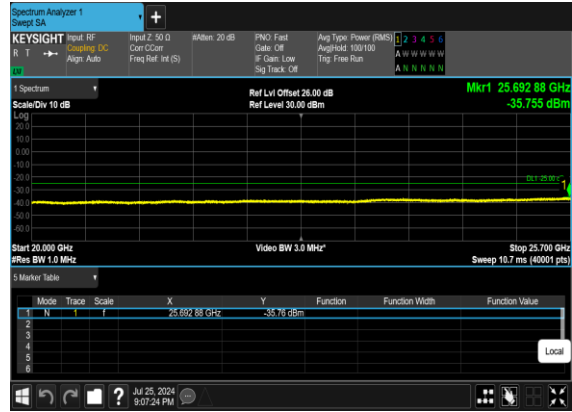 Spectrum Analyzer 1
Swept SA
+
KEYSIGHT Input: RF Input Z: 50 Ω #Atten: 20 dB PNO: Fast Avg Type: Power (RMS) 1 2 3 4 5 6
R T Coupling: DC Corr CCorr Gate: Off Avg|Hold: 100/100 A W W W W W
Align: Auto Freq Ref: Int (S) IF Gain: Low Trig: Free Run
Sig Track: Off A N N N N N
1 Spectrum Ref Lvl Offset 26.00 dB Mkr1 25.692 88 GHz
Scale/Div 10 dB Ref Level 30.00 dBm -35.755 dBm
Log
20.0
10.0
0.00
-10.0
-20.0
-30.0
-40.0
-50.0
-60.0
1
Start 20.000 GHz Video BW 3.0 MHz* Stop 25.700 GHz
#Res BW 1.0 MHz Sweep 10.7 ms (40001 pts)
5 Marker Table
Mode Trace Scale X Y Function Function Width Function Value
1 N 1 f 25.692 88 GHz -35.76 dBm
2
3
4
5
6
Local
? Jul 25, 2024
9:07:24 PM